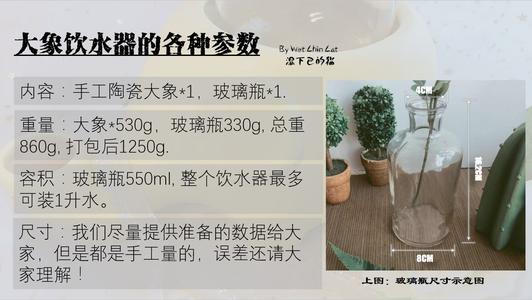 大象饮水器的各种参数
By Wet Chin Cat
湿下巴的猫
内容：手工陶瓷大象*1，玻璃瓶*1.
重量：大象*530g，玻璃瓶330g, 总重
860g, 打包后1250g.
容积：玻璃瓶550ml, 整个饮水器最多
可装1升水。
尺寸：我们尽量提供准备的数据给大
家，但是都是手工量的，误差还请大
家理解！
4CM
8CM
上图：玻璃瓶尺寸示意图